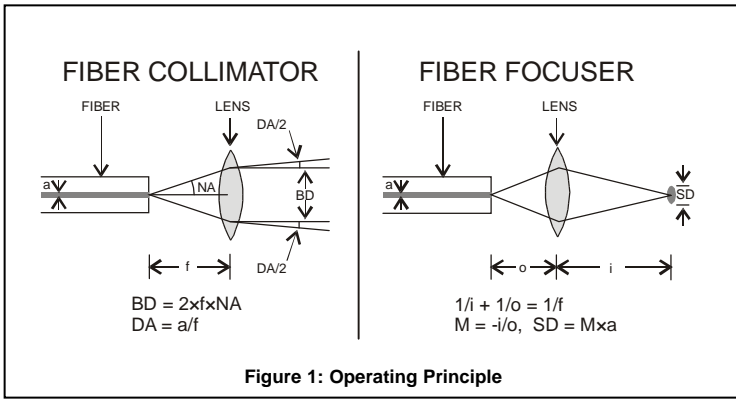 FIBER COLLIMATOR
FIBER
LENS
DA/2
a
NA
BD
f
DA/2
BD = 2×f×NA
DA = a/f
FIBER FOCUSER
FIBER
LENS
a
SD
o
i
1/i + 1/o = 1/f
M = -i/o, SD = M×a
Figure 1: Operating Principle